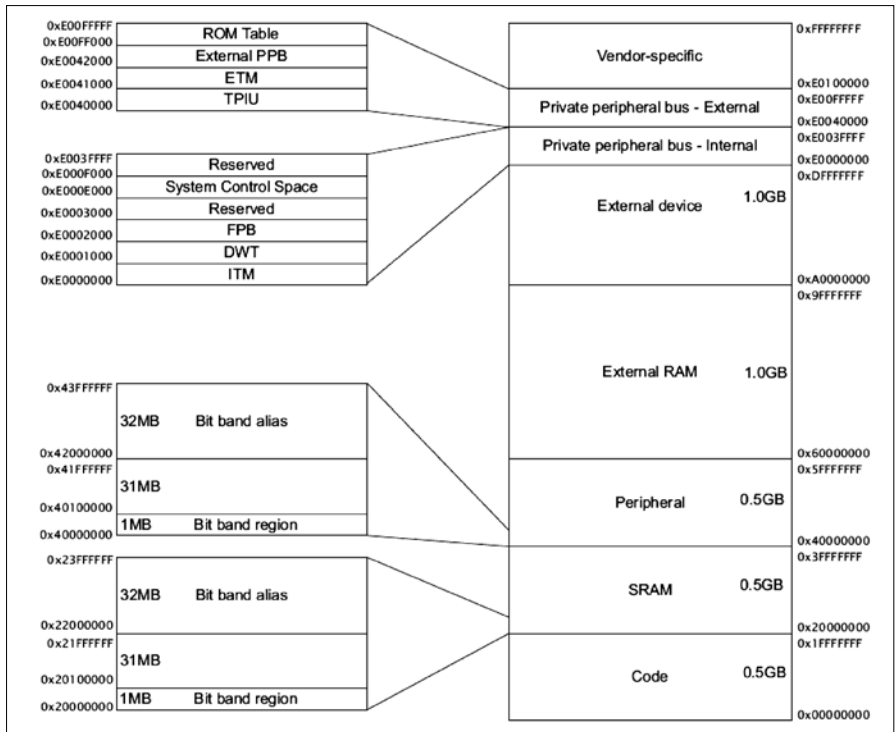 0xE00FFFFF
ROM Table
0xE00FF000
External PPB
0xE0042000
ETM
0xE0041000
TPIU
0xE0040000
0xE003FFFF
Reserved
0xE000F000
System Control Space
0xE000E000
Reserved
0xE0003000
FPB
0xE0002000
DWT
0xE0001000
ITM
0xE0000000
0x43FFFFFF
32MB Bit band alias
0x42000000
0x41FFFFFF
31MB
0x40100000
1MB Bit band region
0x40000000
0x23FFFFFF
32MB Bit band alias
0x22000000
0x21FFFFFF
31MB
0x20100000
1MB Bit band region
0x20000000
0xFFFFFFFF
Vendor-specific
0xE0100000
0xE00FFFFF
Private peripheral bus - External
0xE0040000
0xE003FFFF
Private peripheral bus - Internal
0xE0000000
0xDFFFFFFF
External device 1.0GB
0xA0000000
0x9FFFFFFF
External RAM 1.0GB
0x60000000
0x5FFFFFFF
Peripheral 0.5GB
0x40000000
0x3FFFFFFF
SRAM 0.5GB
0x20000000
0x1FFFFFFF
Code 0.5GB
0x00000000